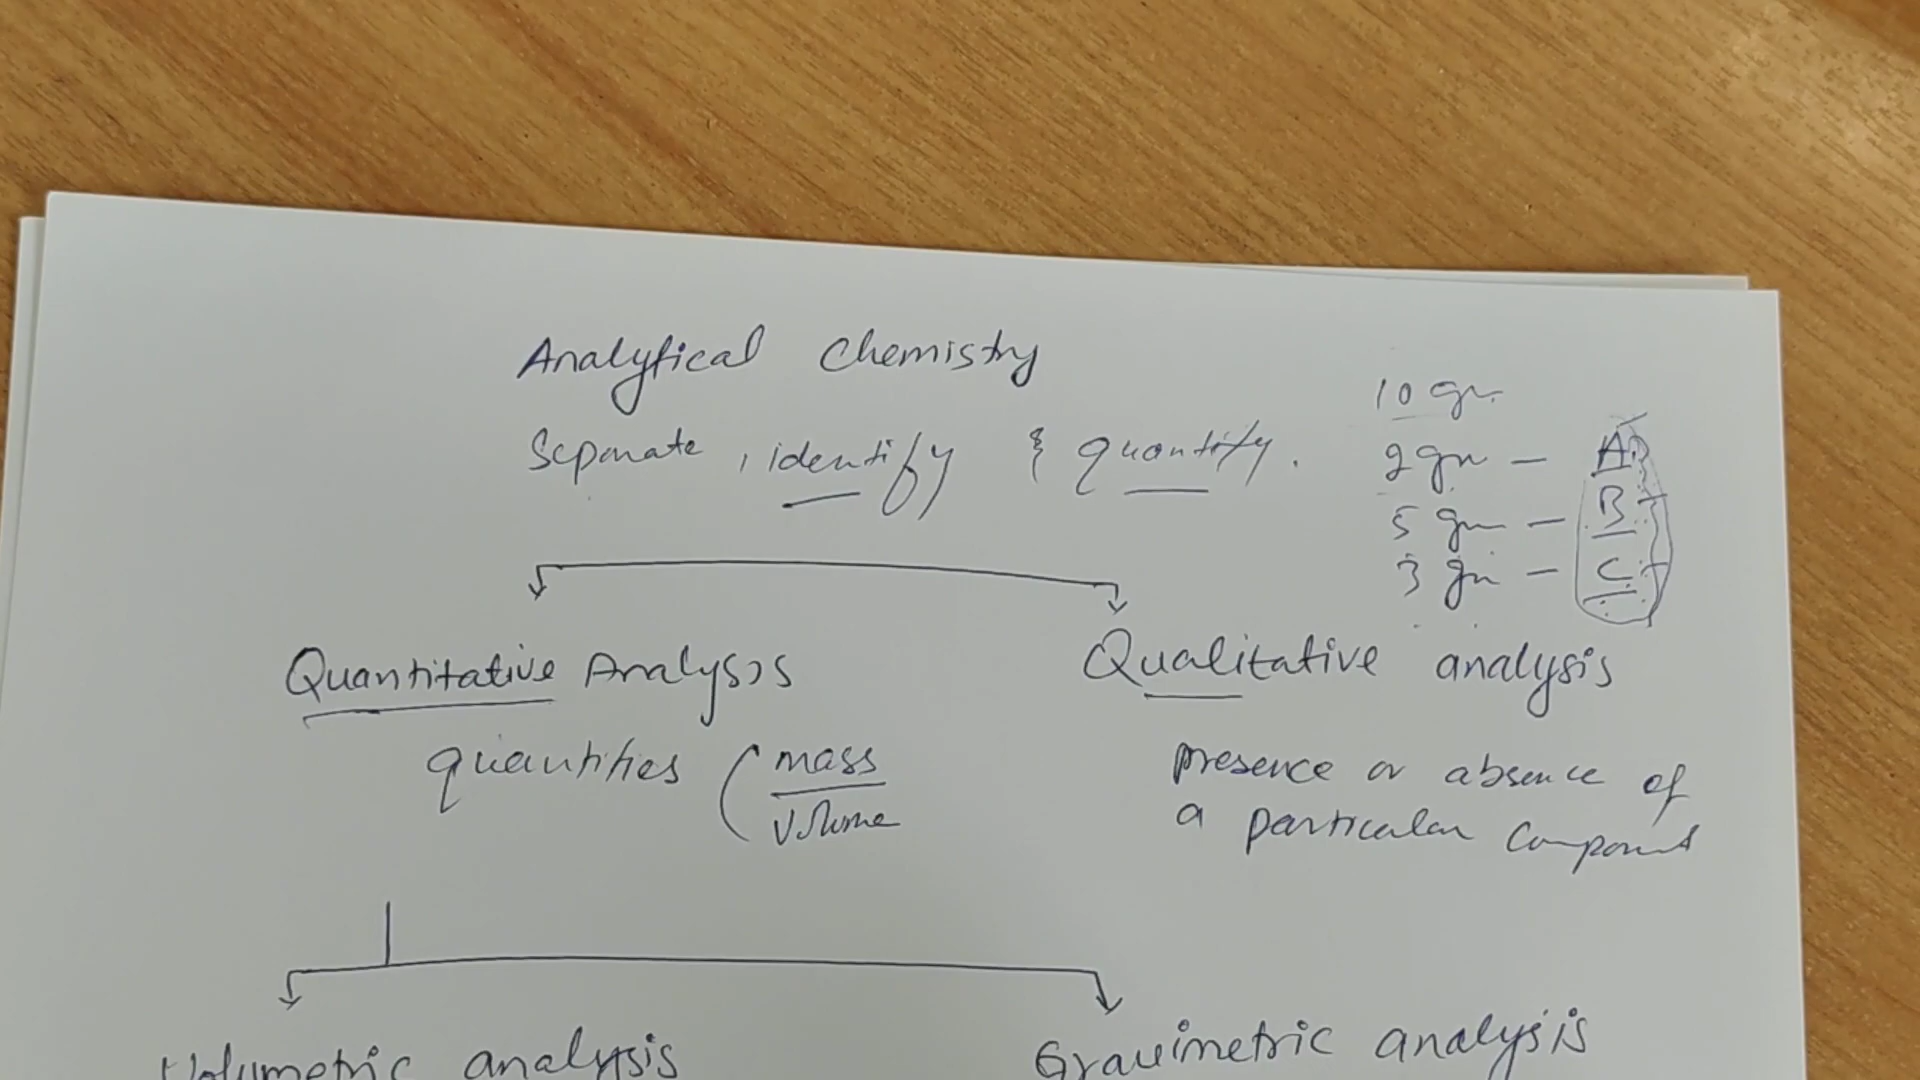 Analytical Chemistry
Separate, identify & quantify.
10 gm
2 gm - A
5 gm - B
3 gm - C
Quantitative Analysis
Qualitative analysis
quantities ( mass
volume
presence or absence of
a particular component
Volumetric analysis
Gravimetric analysis